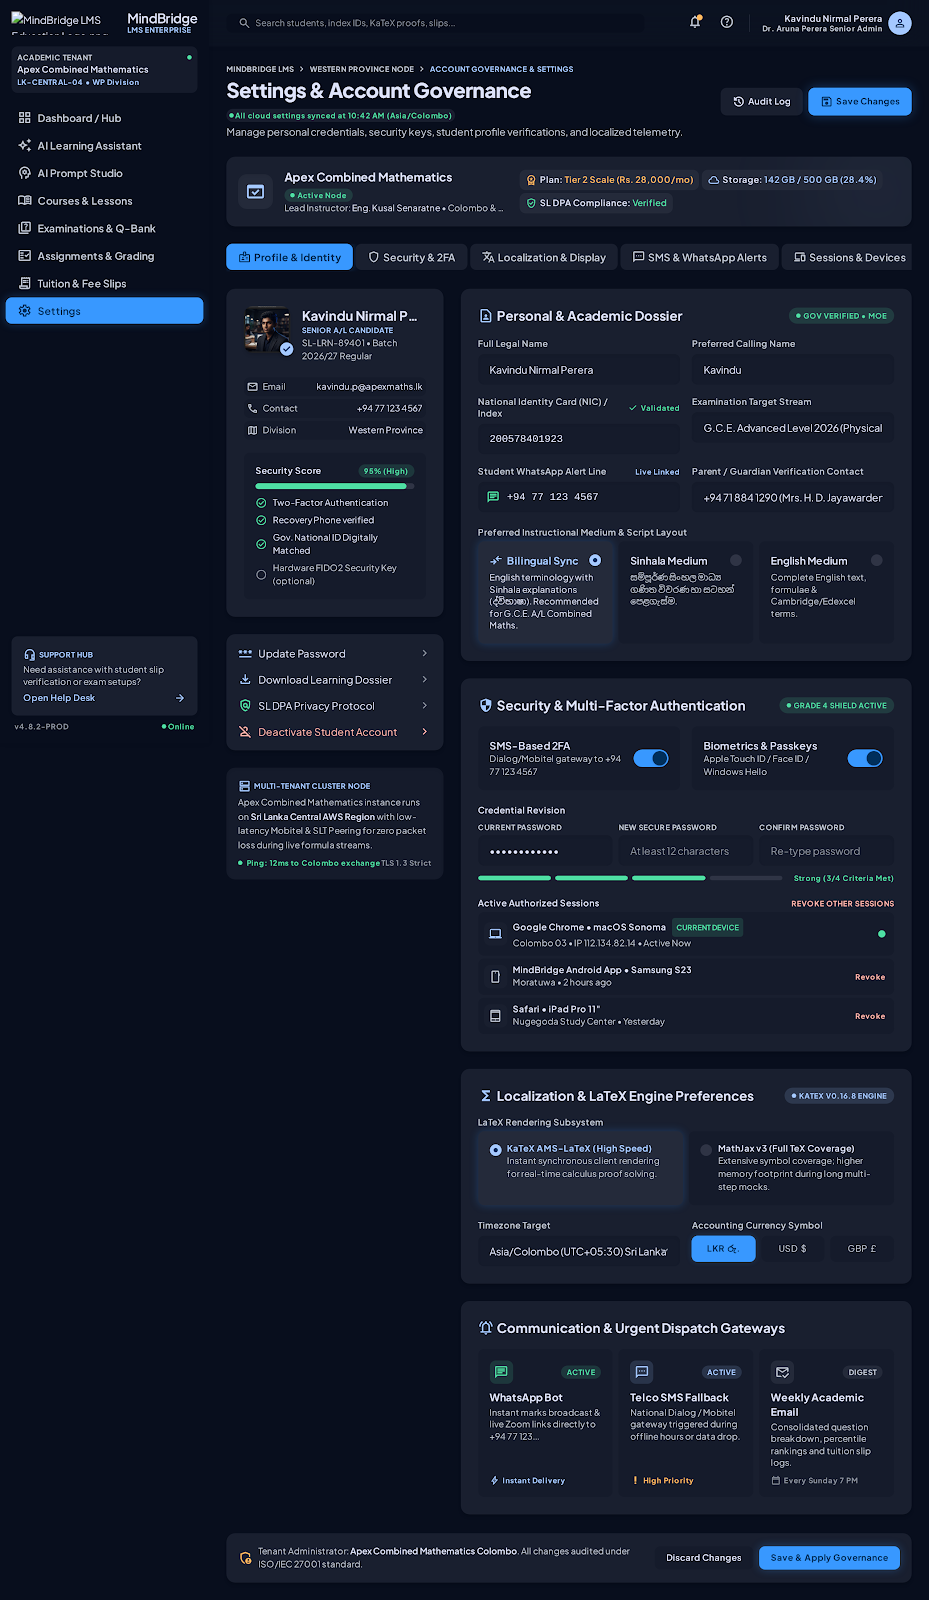 MindBridge LMS
Education Logo.png
MindBridge
LMS ENTERPRISE
Search students, index IDs, KaTeX proofs, slips...
Kavindu Nirmal Perera
Dr. Aruna Perera Senior Admin
ACADEMIC TENANT
Apex Combined Mathematics
LK-CENTRAL-04 • WP Division
Dashboard / Hub
AI Learning Assistant
AI Prompt Studio
Courses & Lessons
Examinations & Q-Bank
Assignments & Grading
Tuition & Fee Slips
Settings
SUPPORT HUB
Need assistance with student slip
verification or exam setups?
Open Help Desk
v4.8.2-PROD
Online
MINDBRIDGE LMS > WESTERN PROVINCE NODE > ACCOUNT GOVERNANCE & SETTINGS
Settings & Account Governance
All cloud settings synced at 10:42 AM (Asia/Colombo)
Manage personal credentials, security keys, student profile verifications, and localized telemetry.
Audit Log
Save Changes
Apex Combined Mathematics
Active Node
Lead Instructor: Eng. Kusal Senaratne • Colombo & ...
Plan: Tier 2 Scale (Rs. 28,000/mo)
Storage: 142 GB / 500 GB (28.4%)
SL DPA Compliance: Verified
Profile & Identity
Security & 2FA
Localization & Display
SMS & WhatsApp Alerts
Sessions & Devices
Kavindu Nirmal P...
SENIOR A/L CANDIDATE
SL-LRN-89401 • Batch
2026/27 Regular
Email kavindu.p@apexmaths.lk
Contact +94 77 123 4567
Division Western Province
Security Score 95% (High)
Two-Factor Authentication
Recovery Phone verified
Gov. National ID Digitally
Matched
Hardware FIDO2 Security Key
(optional)
Update Password
Download Learning Dossier
SL DPA Privacy Protocol
Deactivate Student Account
MULTI-TENANT CLUSTER NODE
Apex Combined Mathematics instance runs
on Sri Lanka Central AWS Region with low-
latency Mobitel & SLT Peering for zero packet
loss during live formula streams.
Ping: 12ms to Colombo exchange TLS 1.3 Strict
Personal & Academic Dossier
GOV VERIFIED • MOE
Full Legal Name
Kavindu Nirmal Perera
Preferred Calling Name
Kavindu
National Identity Card (NIC) /
Index
Validated
200578401923
Examination Target Stream
G.C.E. Advanced Level 2026 (Physical
Student WhatsApp Alert Line
Live Linked
+94 77 123 4567
Parent / Guardian Verification Contact
+94 71 884 1290 (Mrs. H. D. Jayawarder
Preferred Instructional Medium & Script Layout
Bilingual Sync
English terminology with
Sinhala explanations
(ද්විභාෂා). Recommended
for G.C.E. A/L Combined
Maths.
Sinhala Medium
සම්පූර්ණ සිංහල මාධ්‍ය
ගණිත විවරණ හා සටහන්
පෙළගැස්ම.
English Medium
Complete English text,
formulae &
Cambridge/Edexcel
terms.
Security & Multi-Factor Authentication
GRADE 4 SHIELD ACTIVE
SMS-Based 2FA
Dialog/Mobitel gateway to +94
77 123 4567
Biometrics & Passkeys
Apple Touch ID / Face ID /
Windows Hello
Credential Revision
CURRENT PASSWORD
NEW SECURE PASSWORD
CONFIRM PASSWORD
••••••••••••
At least 12 characters
Re-type password
Strong (3/4 Criteria Met)
Active Authorized Sessions
REVOKE OTHER SESSIONS
Google Chrome • macOS Sonoma CURRENT DEVICE
Colombo 03 • IP 112.134.82.14 • Active Now
MindBridge Android App • Samsung S23
Moratuwa • 2 hours ago
Revoke
Safari • iPad Pro 11"
Nugegoda Study Center • Yesterday
Revoke
Localization & LaTeX Engine Preferences
KATEX V0.16.8 ENGINE
LaTeX Rendering Subsystem
KaTeX AMS-LaTeX (High Speed)
Instant synchronous client rendering
for real-time calculus proof solving.
MathJax v3 (Full TeX Coverage)
Extensive symbol coverage; higher
memory footprint during long multi-
step mocks.
Timezone Target
Asia/Colombo (UTC+05:30) Sri Lanka
Accounting Currency Symbol
LKR රු.
USD $
GBP £
Communication & Urgent Dispatch Gateways
ACTIVE
WhatsApp Bot
Instant marks broadcast &
live Zoom links directly to
+94 77 123...
Instant Delivery
ACTIVE
Telco SMS Fallback
National Dialog / Mobitel
gateway triggered during
offline hours or data drop.
High Priority
DIGEST
Weekly Academic
Email
Consolidated question
breakdown, percentile
rankings and tuition slip
logs.
Every Sunday 7 PM
Tenant Administrator: Apex Combined Mathematics Colombo. All changes audited under
ISO/IEC 27001 standard.
Discard Changes
Save & Apply Governance